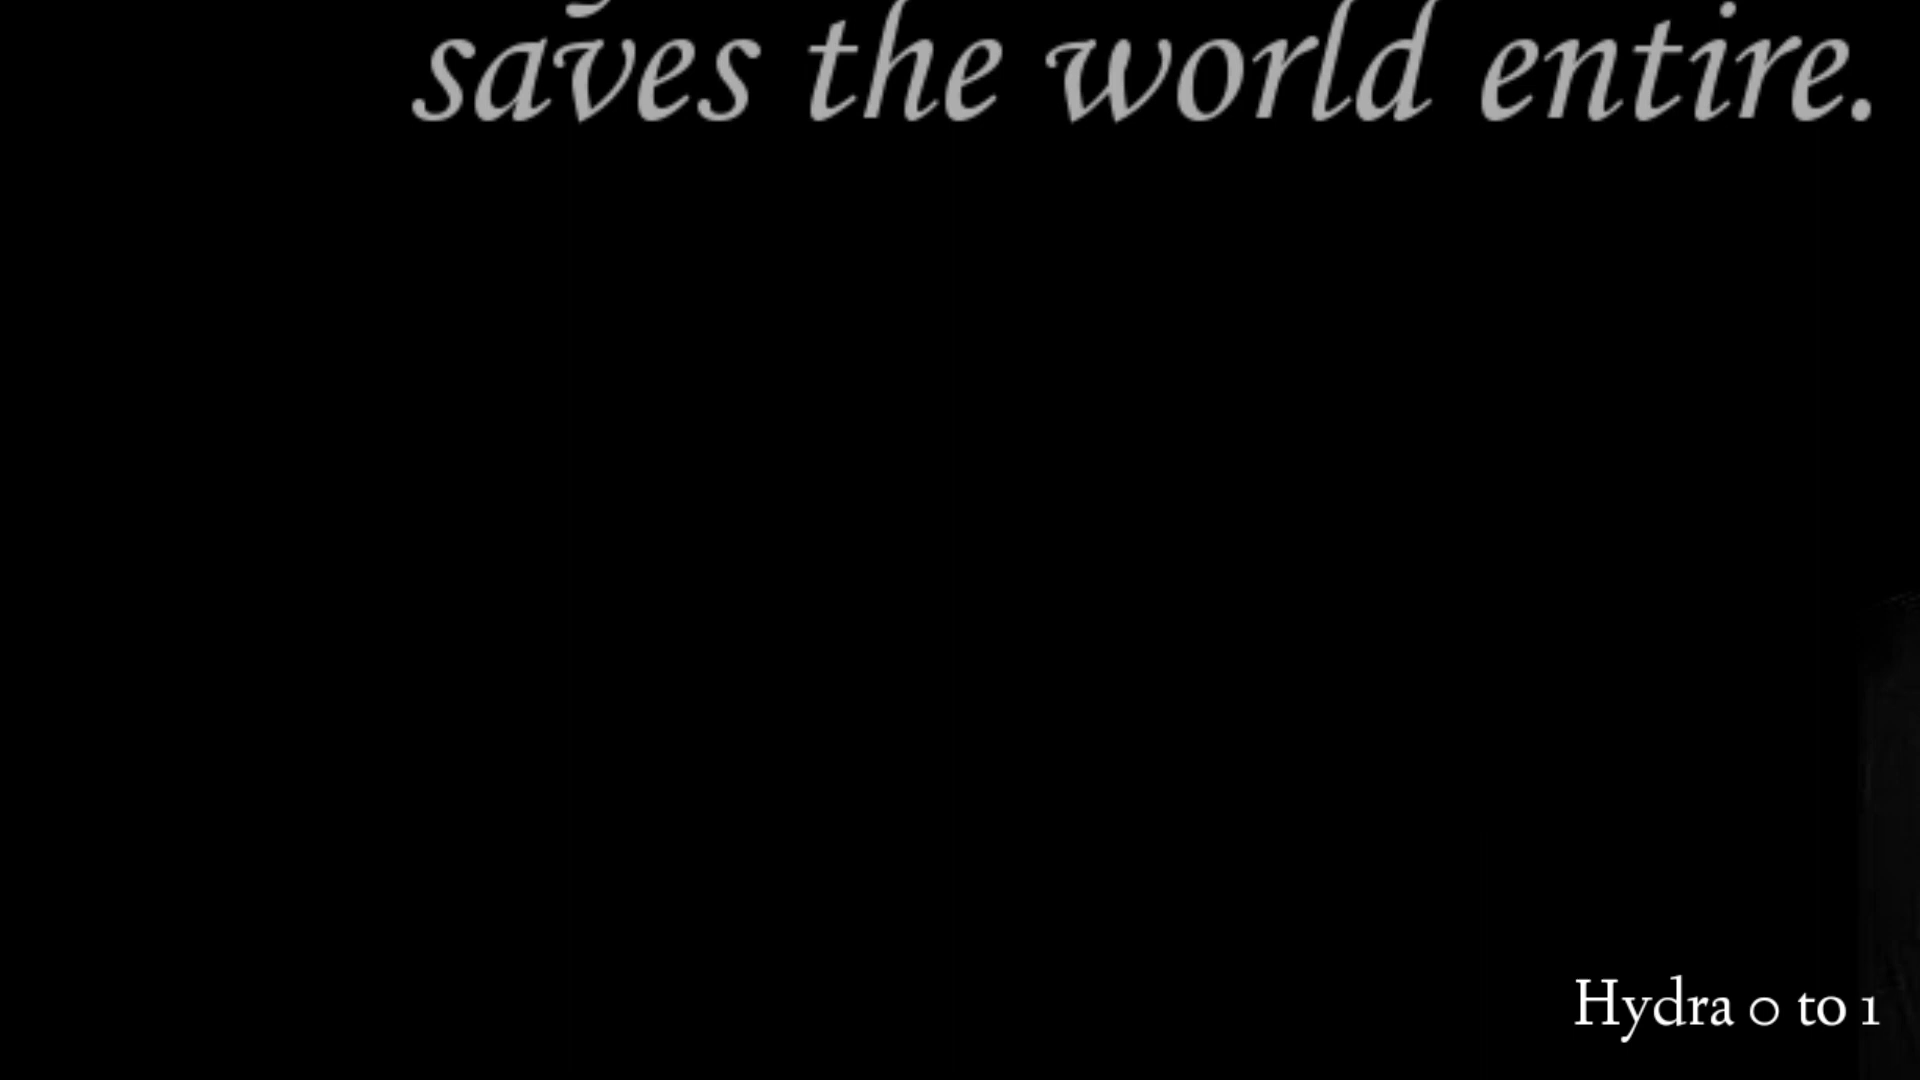 saves the world entire.
Hydra 0 to 1